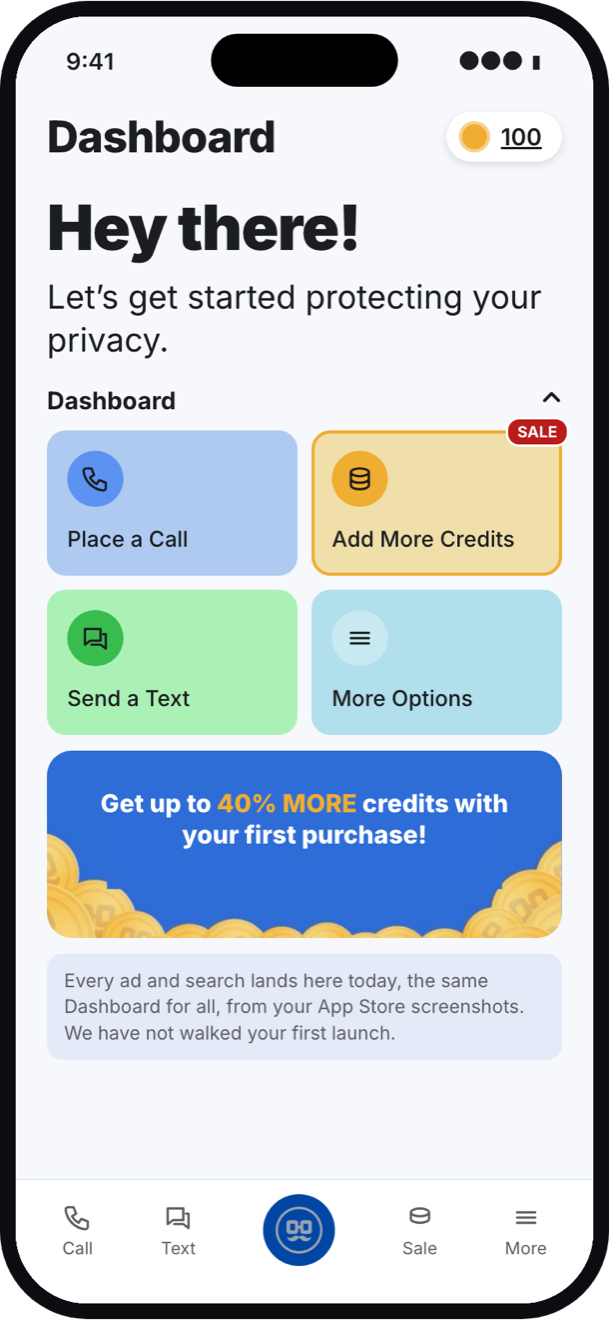 9:41
Dashboard
100
Hey there!
Let’s get started protecting your
privacy.
Dashboard
SALE
Place a Call
Add More Credits
Send a Text
More Options
Get up to 40% MORE credits with
your first purchase!
Every ad and search lands here today, the same
Dashboard for all, from your App Store screenshots.
We have not walked your first launch.
Call
Text
Sale
More